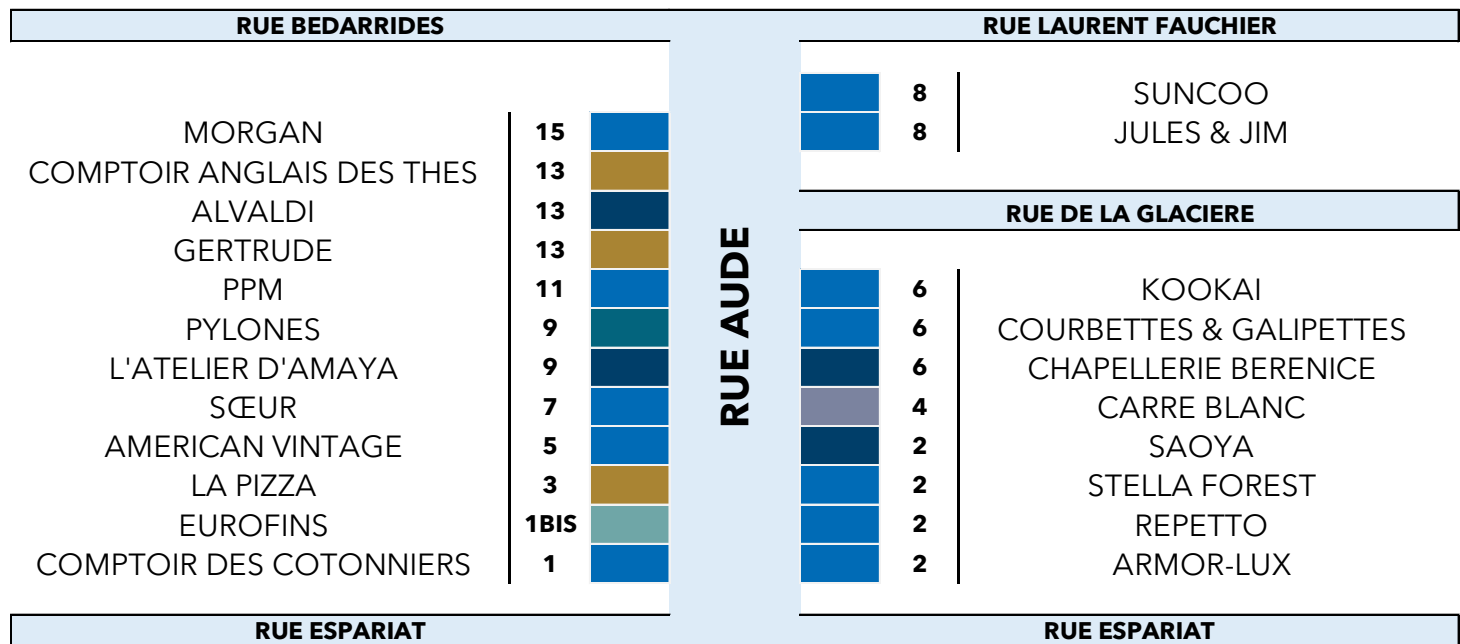 RUE BEDARRIDES
RUE LAURENT FAUCHIER
8 SUNCOO
MORGAN 15
8 JULES & JIM
COMPTOIR ANGLAIS DES THES 13
ALVALDI 13
RUE DE LA GLACIERE
GERTRUDE 13
RUE AUDE
PPM 11
6 KOOKAI
PYLONES 9
6 COURBETTES & GALIPETTES
L'ATELIER D'AMAYA 9
6 CHAPELLERIE BERENICE
SŒUR 7
4 CARRE BLANC
AMERICAN VINTAGE 5
2 SAOYA
LA PIZZA 3
2 STELLA FOREST
EUROFINS 1BIS
2 REPETTO
COMPTOIR DES COTONNIERS 1
2 ARMOR-LUX
RUE ESPARIAT
RUE ESPARIAT